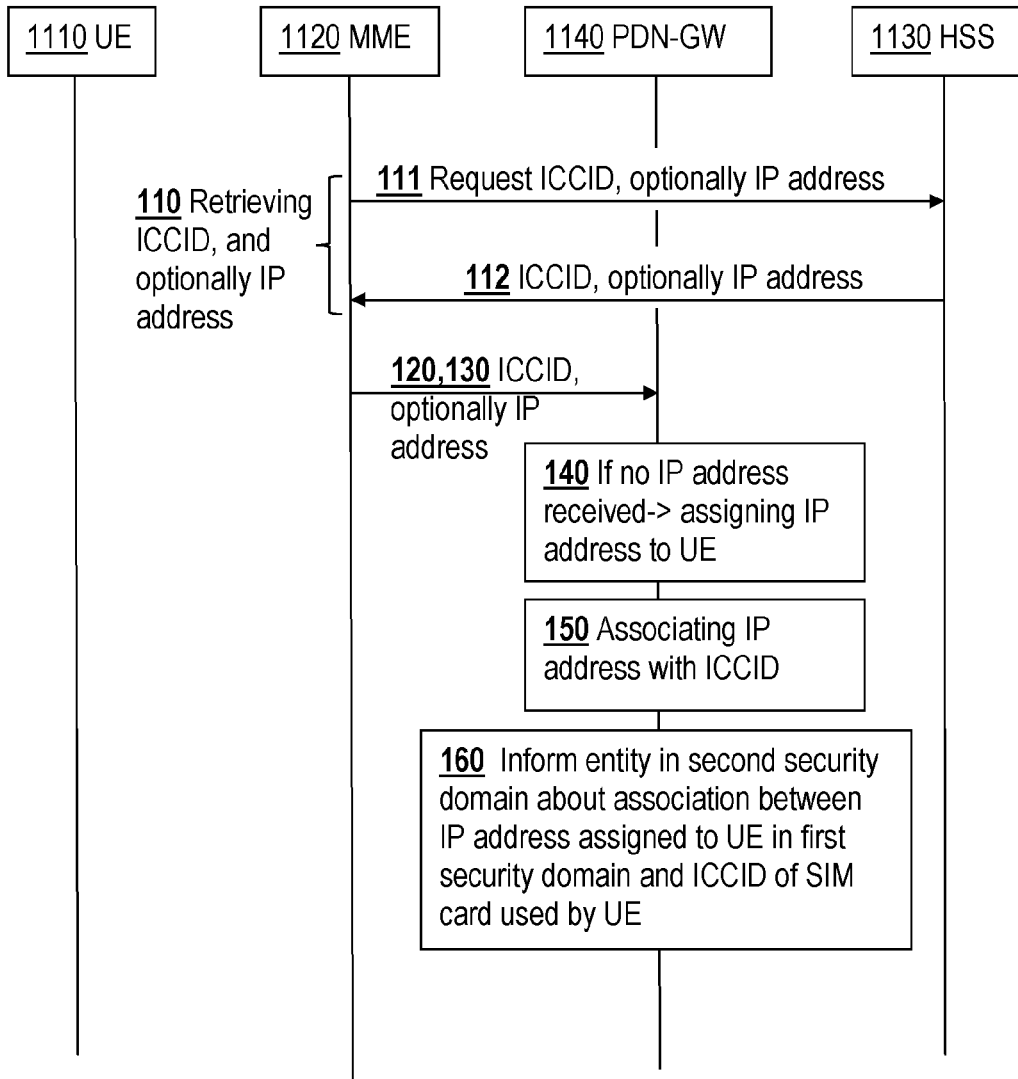 1110 UE
1120 MME
1140 PDN-GW
1130 HSS
111 Request ICCID, optionally IP address
110 Retrieving
ICCID, and
optionally IP
address
112 ICCID, optionally IP address
120,130 ICCID,
optionally IP
address
140 If no IP address
received-> assigning IP
address to UE
150 Associating IP
address with ICCID
160 Inform entity in second security
domain about association between
IP address assigned to UE in first
security domain and ICCID of SIM
card used by UE